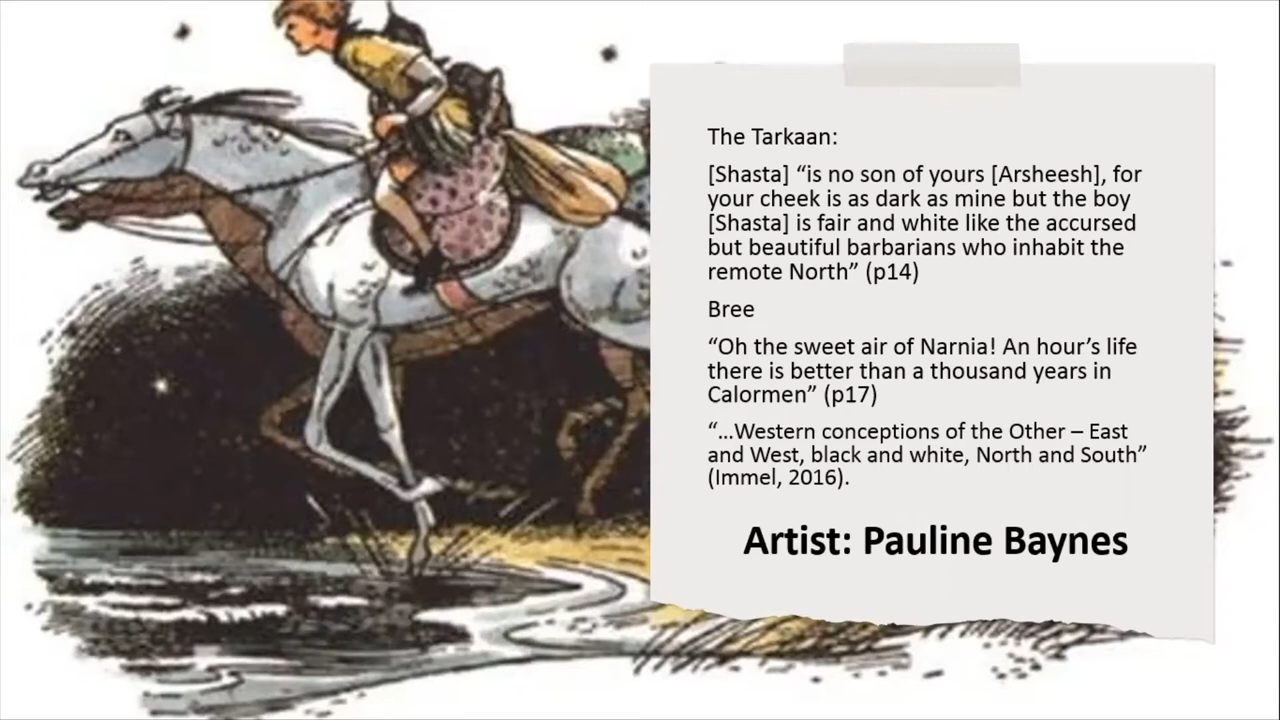 The Tarkaan:
[Shasta] “is no son of yours [Arsheesh], for
your cheek is as dark as mine but the boy
[Shasta] is fair and white like the accursed
but beautiful barbarians who inhabit the
remote North” (p14)
Bree
“Oh the sweet air of Narnia! An hour’s life
there is better than a thousand years in
Calormen” (p17)
“…Western conceptions of the Other – East
and West, black and white, North and South”
(Immel, 2016).
Artist: Pauline Baynes